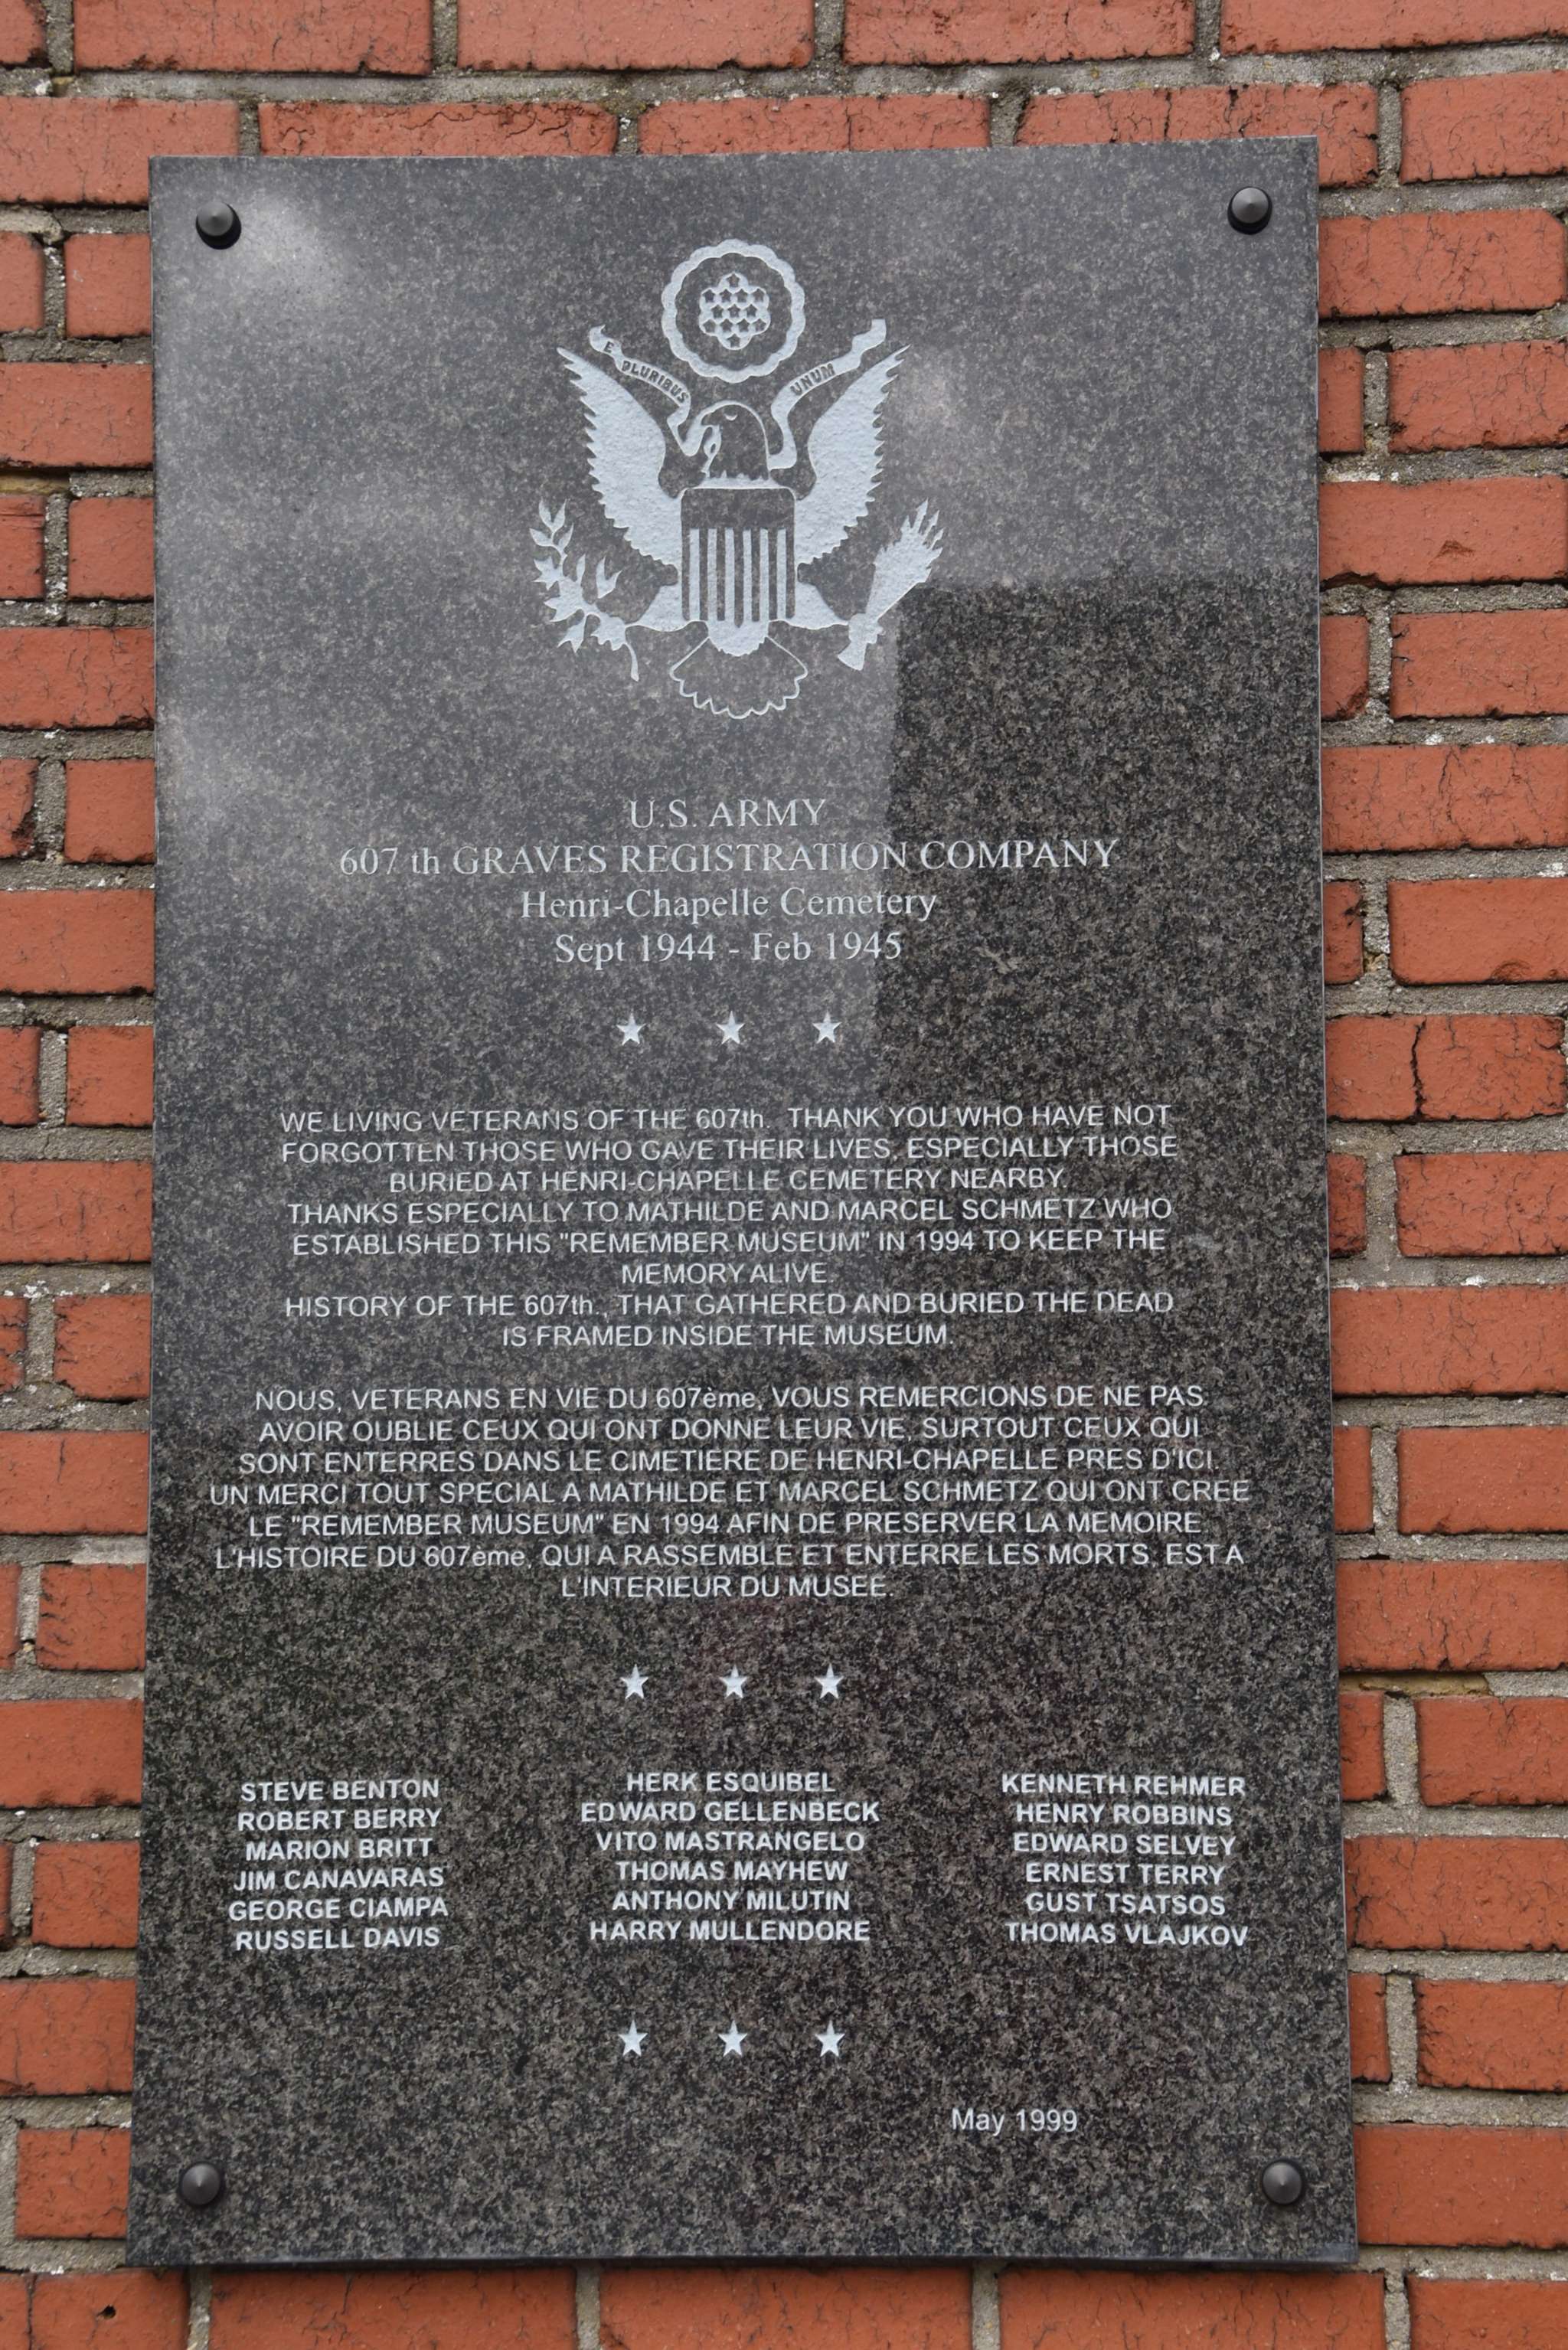 E PLURIBUS UNUM
U.S. ARMY
607 th GRAVES REGISTRATION COMPANY
Henri-Chapelle Cemetery
Sept 1944 - Feb 1945
WE LIVING VETERANS OF THE 607th. THANK YOU WHO HAVE NOT
FORGOTTEN THOSE WHO GAVE THEIR LIVES, ESPECIALLY THOSE
BURIED AT HENRI-CHAPELLE CEMETERY NEARBY.
THANKS ESPECIALLY TO MATHILDE AND MARCEL SCHMETZ WHO
ESTABLISHED THIS "REMEMBER MUSEUM" IN 1994 TO KEEP THE
MEMORY ALIVE.
HISTORY OF THE 607th., THAT GATHERED AND BURIED THE DEAD
IS FRAMED INSIDE THE MUSEUM.
NOUS, VETERANS EN VIE DU 607ème, VOUS REMERCIONS DE NE PAS
AVOIR OUBLIE CEUX QUI ONT DONNE LEUR VIE, SURTOUT CEUX QUI
SONT ENTERRES DANS LE CIMETIERE DE HENRI-CHAPELLE PRES D'ICI.
UN MERCI TOUT SPECIAL A MATHILDE ET MARCEL SCHMETZ QUI ONT CREE
LE "REMEMBER MUSEUM" EN 1994 AFIN DE PRESERVER LA MEMOIRE.
L'HISTOIRE DU 607ème, QUI A RASSEMBLE ET ENTERRE LES MORTS, EST A
L'INTERIEUR DU MUSEE.
STEVE BENTON
ROBERT BERRY
MARION BRITT
JIM CANAVARAS
GEORGE CIAMPA
RUSSELL DAVIS
HERK ESQUIBEL
EDWARD GELLENBECK
VITO MASTRANGELO
THOMAS MAYHEW
ANTHONY MILUTIN
HARRY MULLENDORE
KENNETH REHMER
HENRY ROBBINS
EDWARD SELVEY
ERNEST TERRY
GUST TSATSOS
THOMAS VLAJKOV
May 1999